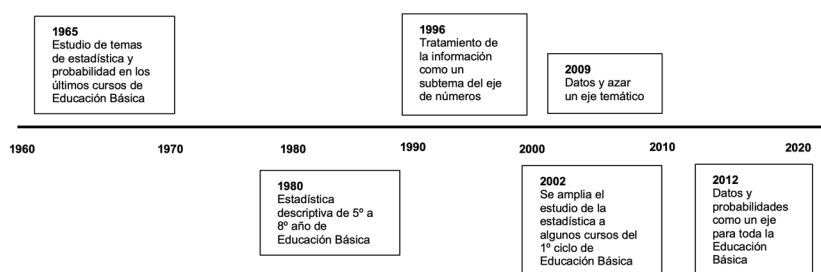 1965
Estudio de temas
de estadística y
probabilidad en los
últimos cursos de
Educación Básica
1996
Tratamiento de
la información
como un
subtema del eje
de números
2009
Datos y azar
un eje temático
1960
1970
1980
1990
2000
2010
2020
1980
Estadística
descriptiva de 5º a
8º año de
Educación Básica
2002
Se amplia el
estudio de la
estadística a
algunos cursos del
1º ciclo de
Educación Básica
2012
Datos y
probabilidades
como un eje
para toda la
Educación
Básica